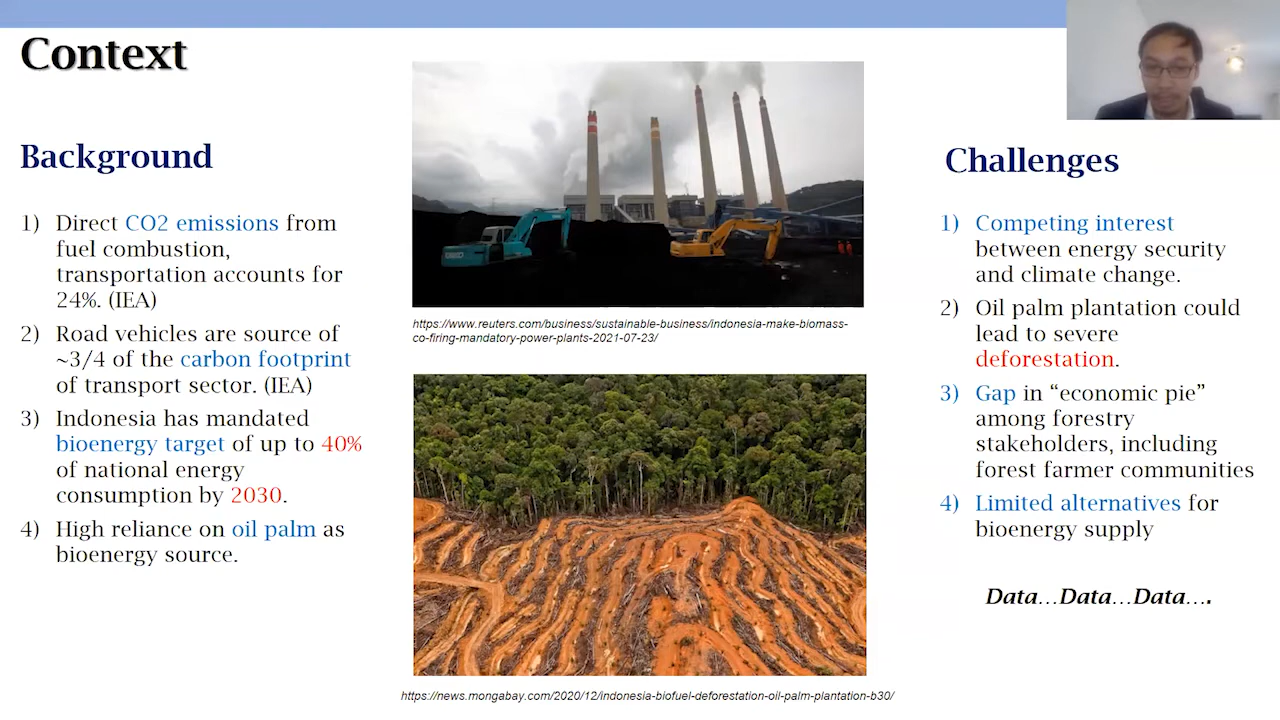 Context
Background
1) Direct CO2 emissions from
fuel combustion,
transportation accounts for
24%. (IEA)
2) Road vehicles are source of
~3/4 of the carbon footprint
of transport sector. (IEA)
3) Indonesia has mandated
bioenergy target of up to 40%
of national energy
consumption by 2030.
4) High reliance on oil palm as
bioenergy source.
https://www.reuters.com/business/sustainable-business/indonesia-make-biomass-
co-firing-mandatory-power-plants-2021-07-23/
https://news.mongabay.com/2020/12/indonesia-biofuel-deforestation-oil-palm-plantation-b30/
Challenges
1) Competing interest
between energy security
and climate change.
2) Oil palm plantation could
lead to severe
deforestation.
3) Gap in “economic pie”
among forestry
stakeholders, including
forest farmer communities
4) Limited alternatives for
bioenergy supply
Data…Data…Data….